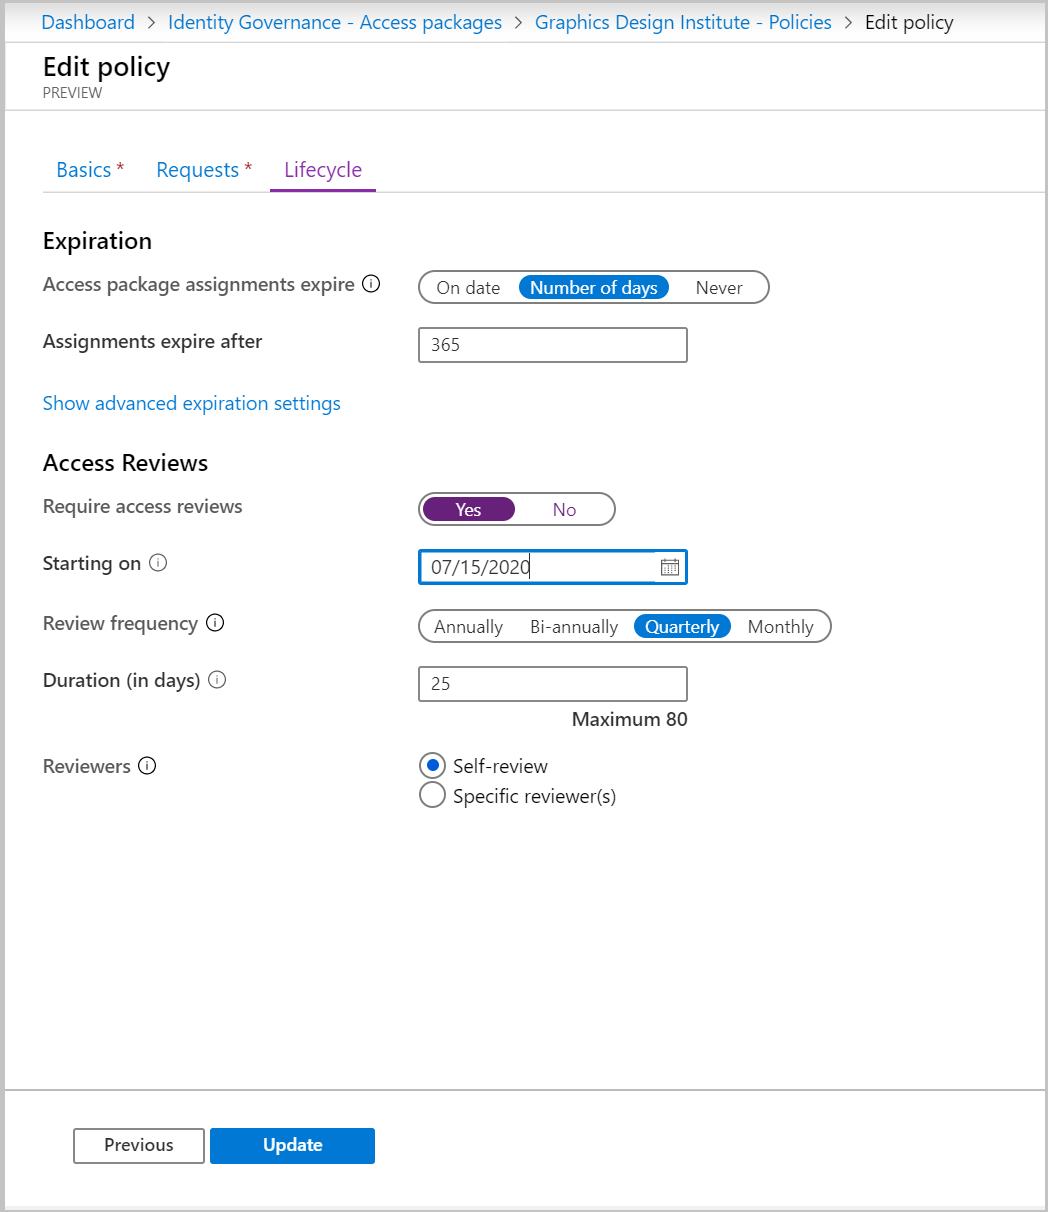 Dashboard > Identity Governance - Access packages > Graphics Design Institute - Policies > Edit policy
Edit policy
PREVIEW
Basics * Requests * Lifecycle
Expiration
Access package assignments expire On date Number of days Never
Assignments expire after 365
Show advanced expiration settings
Access Reviews
Require access reviews Yes No
Starting on 07/15/2020
Review frequency Annually Bi-annually Quarterly Monthly
Duration (in days) 25
Maximum 80
Reviewers Self-review
Specific reviewer(s)
Previous Update